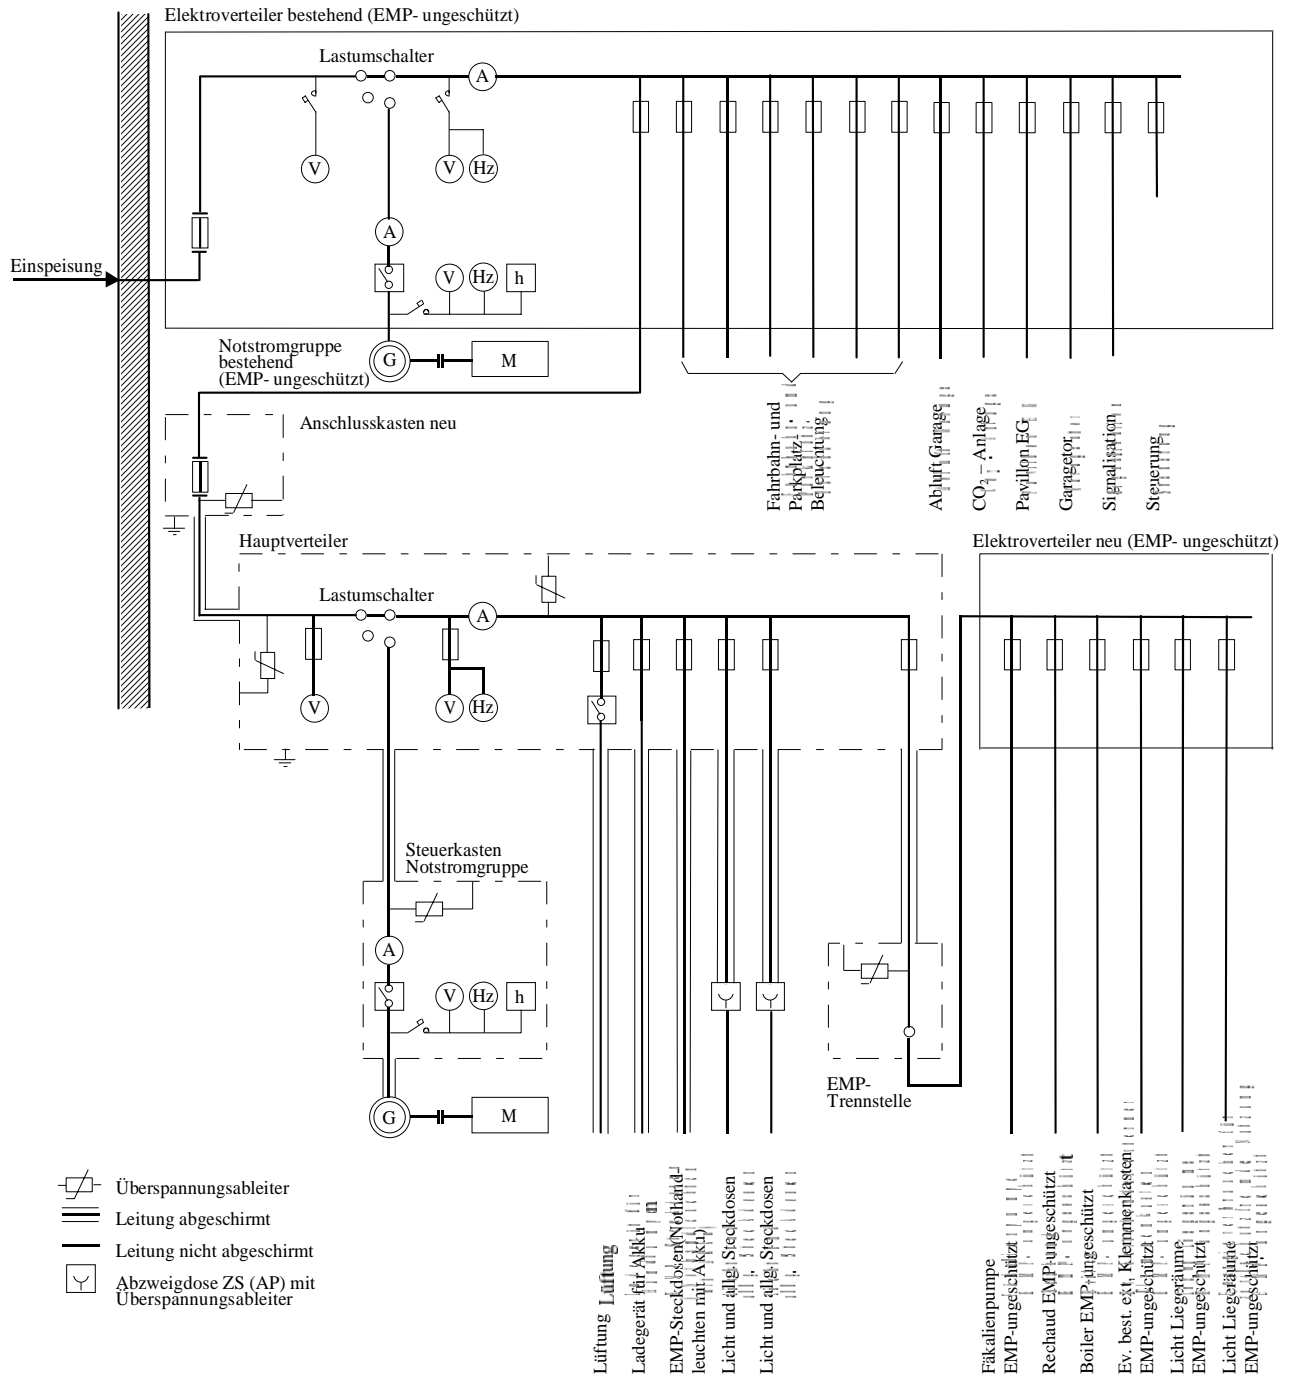 Elektroverteiler bestehend (EMP- ungeschützt)
Lastumschalter
A
V
V
Hz
A
Einspeisung
V
Hz
h
Notstromgruppe
bestehend
(EMP- ungeschützt)
G
M
Anschlusskasten neu
Fahrbahn- und
Parkplatz-
Beleuchtung
Abluft Garage
CO₂ – Anlage
Pavillon EG
Garagetor
Signalisation
Steuerung
Hauptverteiler
Elektroverteiler neu (EMP- ungeschützt)
Lastumschalter
A
V
V
Hz
Steuerkasten
Notstromgruppe
A
V
Hz
h
EMP-
Trennstelle
G
M
Überspannungsableiter
Leitung abgeschirmt
Leitung nicht abgeschirmt
Abzweigdose ZS (AP) mit
Überspannungsableiter
Lüftung Lüftung
Ladegerät für Akku
EMP-Steckdosen(Nothand-
leuchten mit Akku)
Licht und allg. Steckdosen
Licht und allg. Steckdosen
Fäkalienpumpe
EMP-ungeschützt
Rechaud EMP-ungeschützt
Boiler EMP-ungeschützt
Ev. best. ext. Klemmenkasten
EMP-ungeschützt
Licht Liegeräume
EMP-ungeschützt
Licht Liegeräume
EMP-ungeschützt